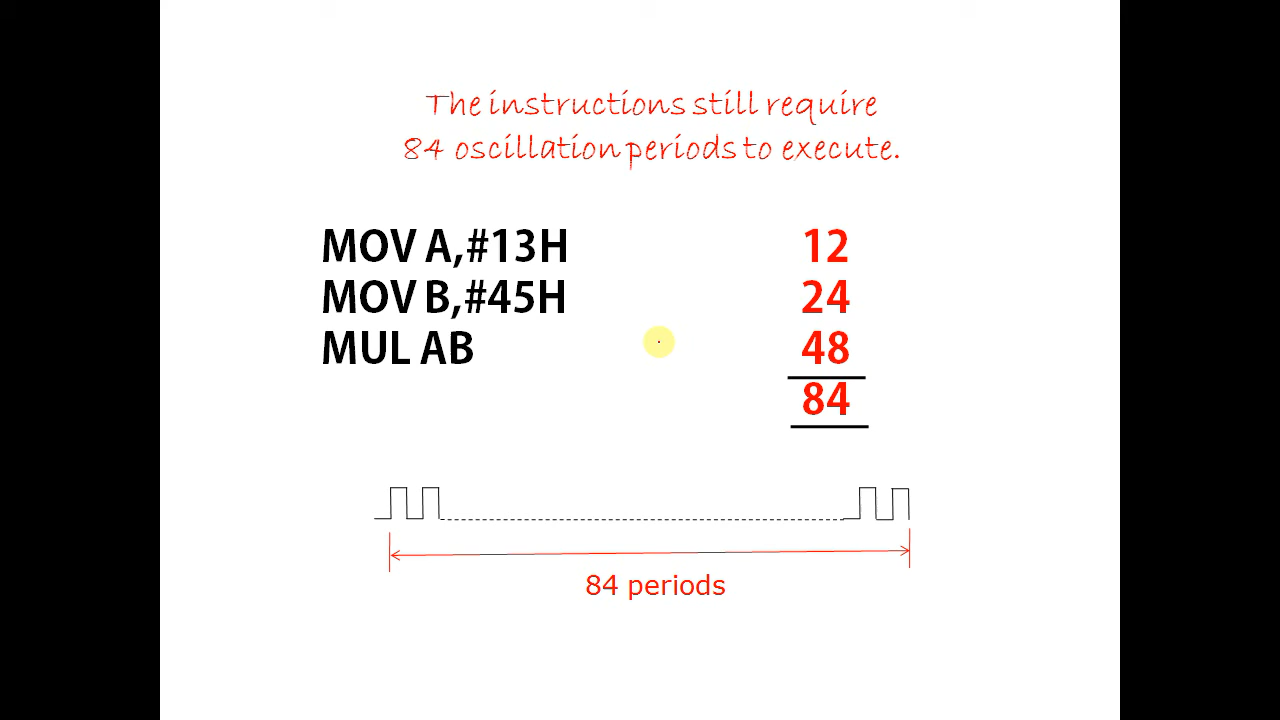 The instructions still require
84 oscillation periods to execute.
MOV A,#13H 12
MOV B,#45H 24
MUL AB 48
84
84 periods